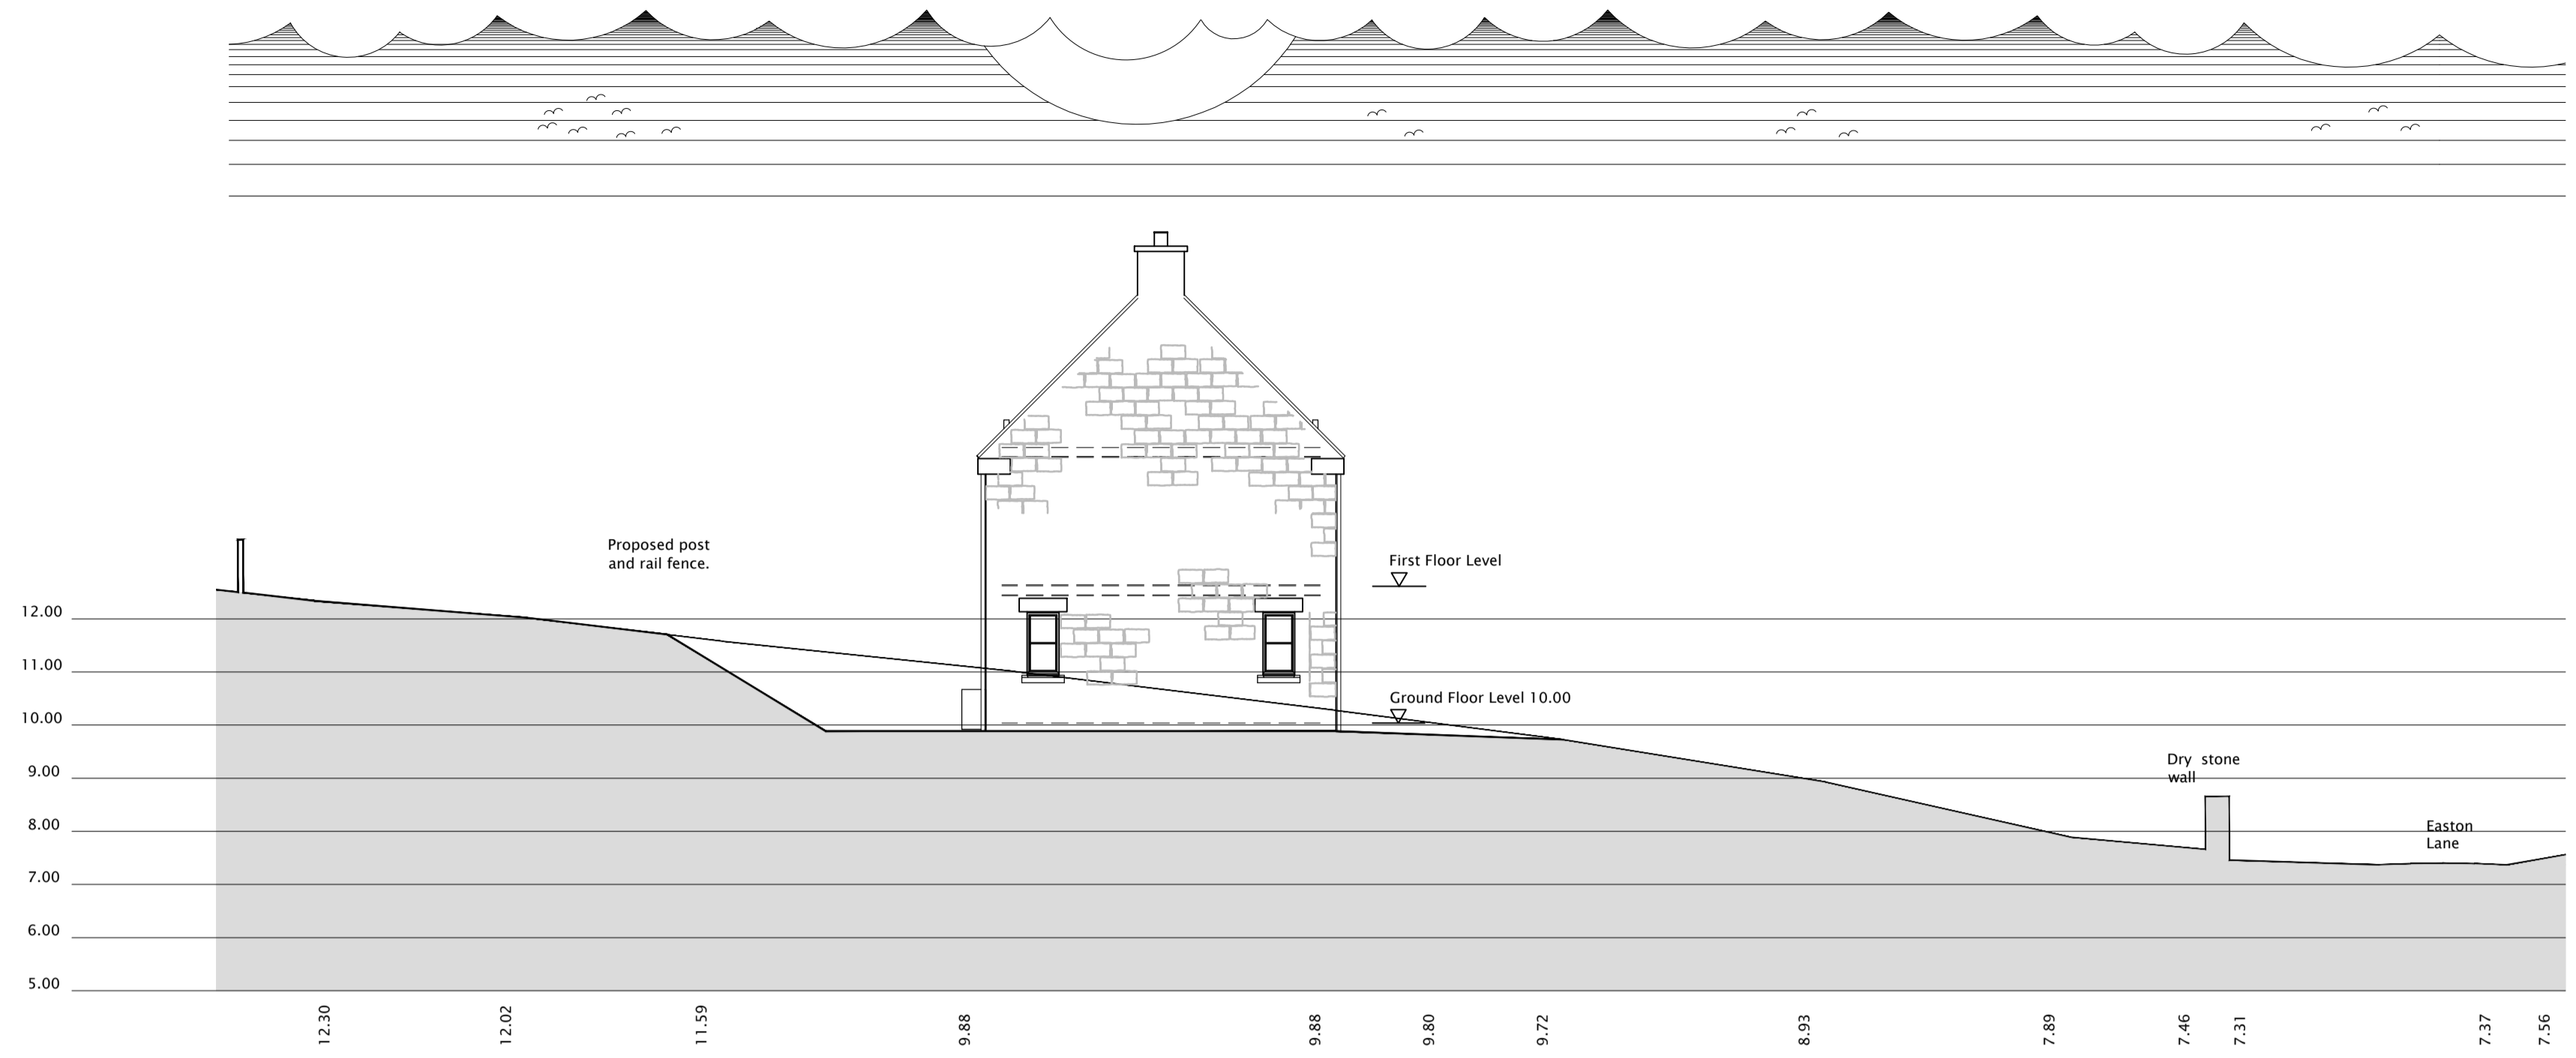 Proposed post
and rail fence.
First Floor Level
12.00
11.00
Ground Floor Level 10.00
10.00
9.00
Dry stone
wall
8.00
Easton
Lane
7.00
6.00
5.00
12.30
12.02
11.59
9.88
9.88
9.80
9.72
8.93
7.89
7.46
7.31
7.37
7.56